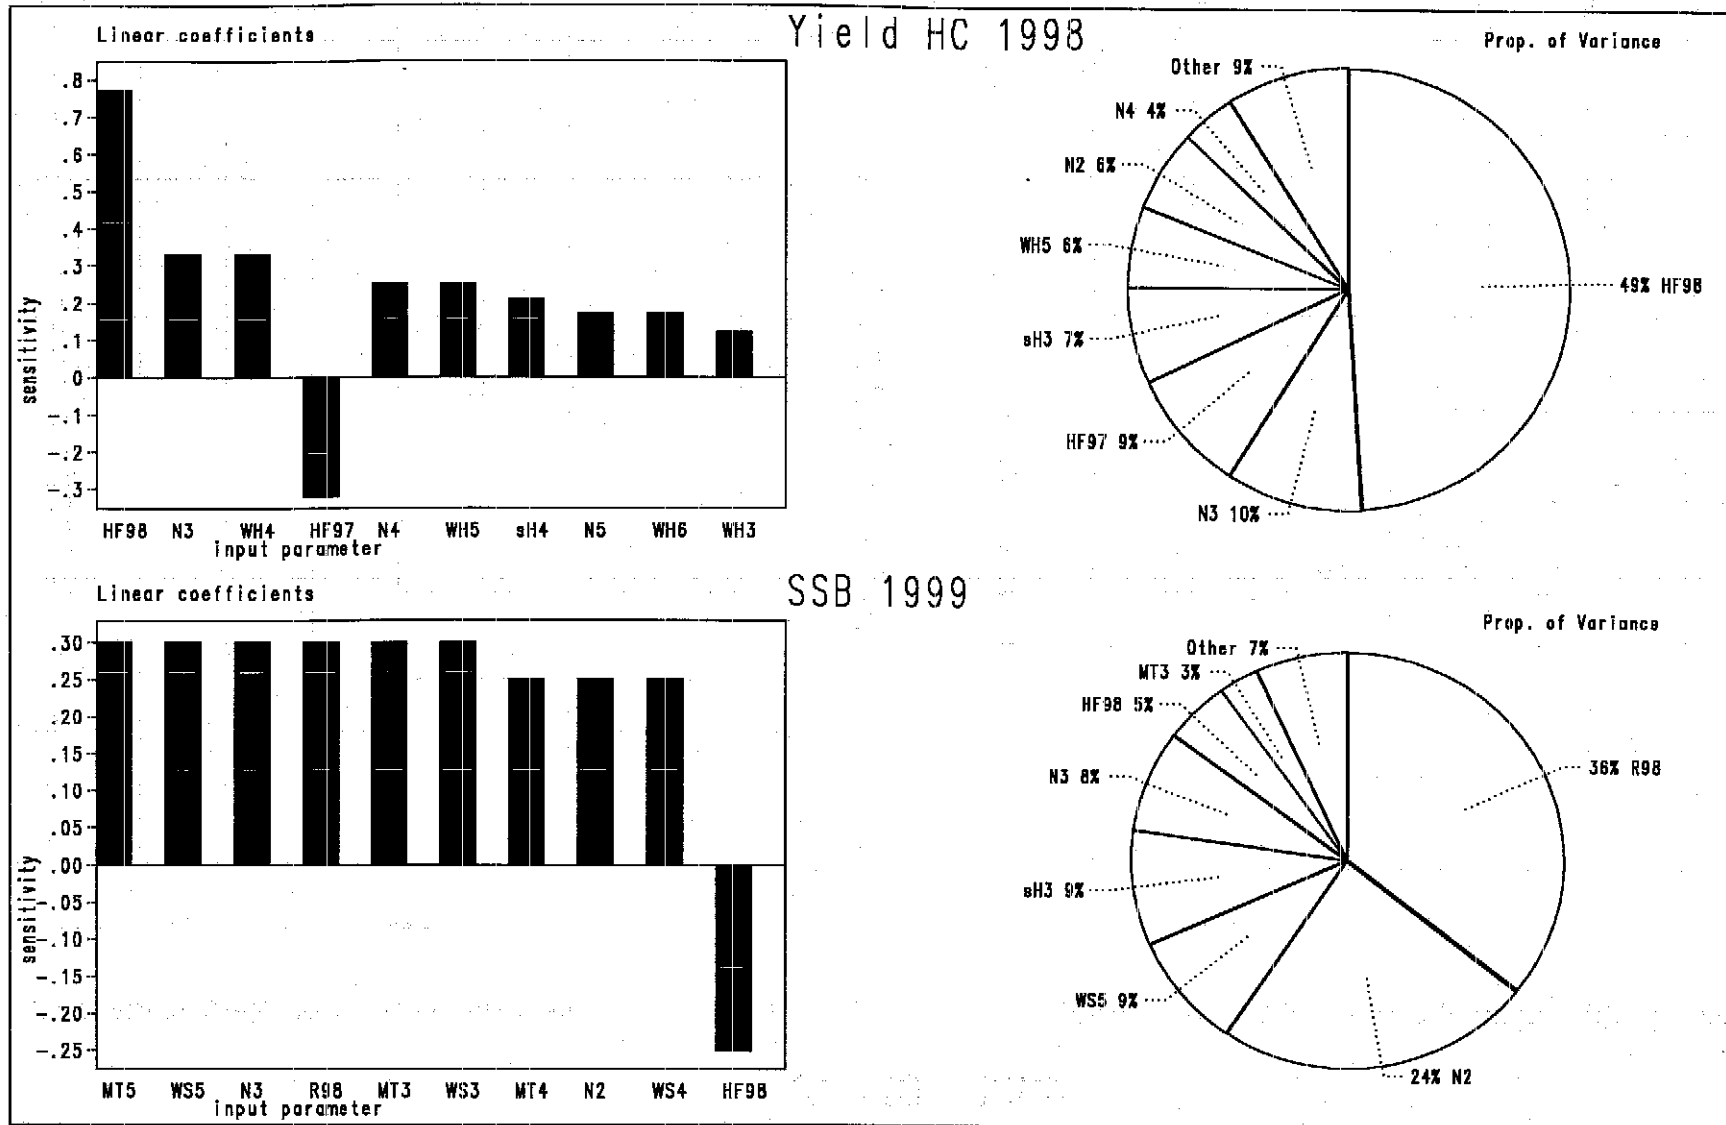 Yield HC 1998
Linear coefficients
Prop. of Variance
.8
.7
.6
.5
.4
.3
.2
.1
.0
-.1
-.2
-.3
sensitivity
HF98 N3 WH4 HF97 N4 WH5 sH4 N5 WH6 WH3
input parameter
Other 9%
N4 4%
N2 6%
WH5 6%
sH3 7%
HF97 9%
N3 10%
49% HF98
SSB 1999
Linear coefficients
Prop. of Variance
.30
.25
.20
.15
.10
.05
.00
-.05
-.10
-.15
-.20
-.25
sensitivity
MT5 WS5 N3 R98 MT3 WS3 MT4 N2 WS4 HF98
input parameter
Other 7%
MT3 3%
HF98 5%
N3 8%
sH3 9%
WS5 9%
36% R98
24% N2